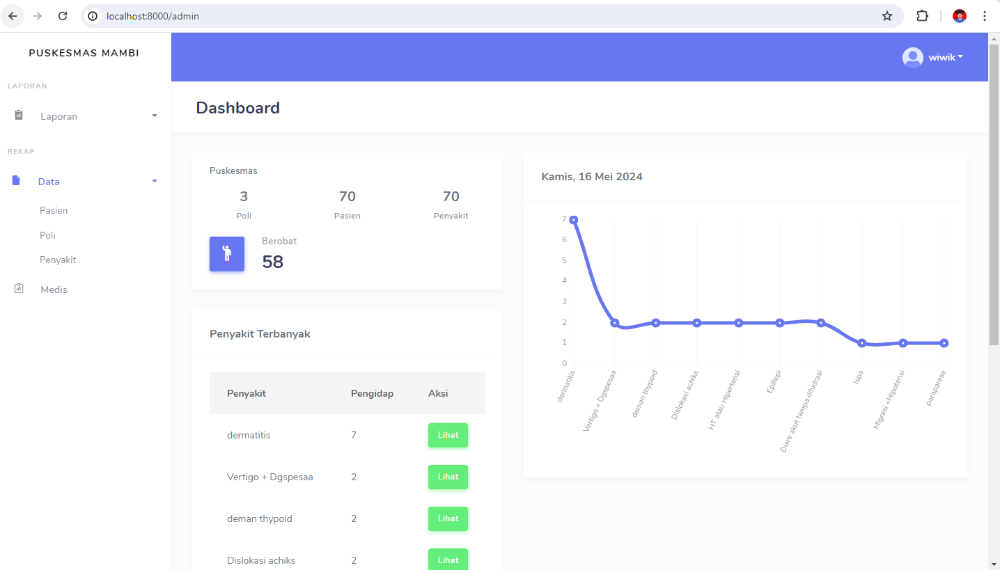 localhost:8000/admin
PUSKESMAS MAMBI
LAPORAN
Laporan
REKAP
Data
Pasien
Poli
Penyakit
Medis
wiwik
Dashboard
Puskesmas
3 70 70
Poli Pasien Penyakit
Berobat
58
Penyakit Terbanyak
Penyakit Pengidap Aksi
dermatitis 7 Lihat
Vertigo + Dgspesaa 2 Lihat
deman thypoid 2 Lihat
Dislokasi achiks 2 Lihat
Kamis, 16 Mei 2024
7
6
5
4
3
2
1
0
dermatitis
Vertigo + Dgspesaa
deman thypoid
Dislokasi achiks
HT atau Hipertensi
Epillepi
Diare akut tampa dihidrasi
Ispa
Migrasi +Hipotensi
paraparese